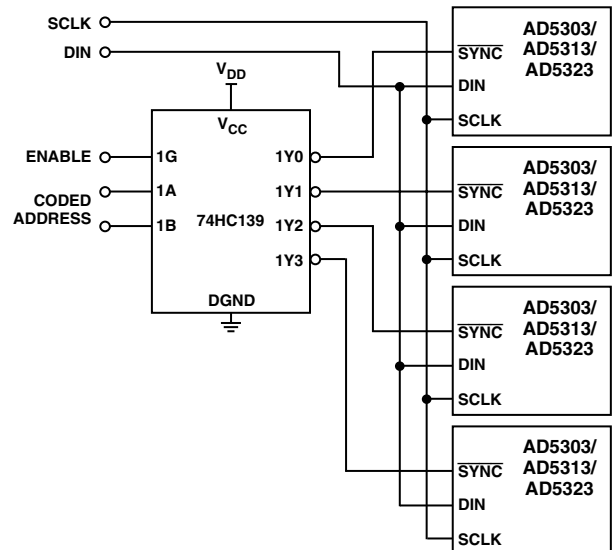 SCLK
DIN
VDD
VCC
ENABLE
1G
1Y0
CODED
ADDRESS
1A
1Y1
1B
74HC139
1Y2
1Y3
DGND
AD5303/
AD5313/
AD5323
SYNC
DIN
SCLK
AD5303/
AD5313/
AD5323
SYNC
DIN
SCLK
AD5303/
AD5313/
AD5323
SYNC
DIN
SCLK
AD5303/
AD5313/
AD5323
SYNC
DIN
SCLK